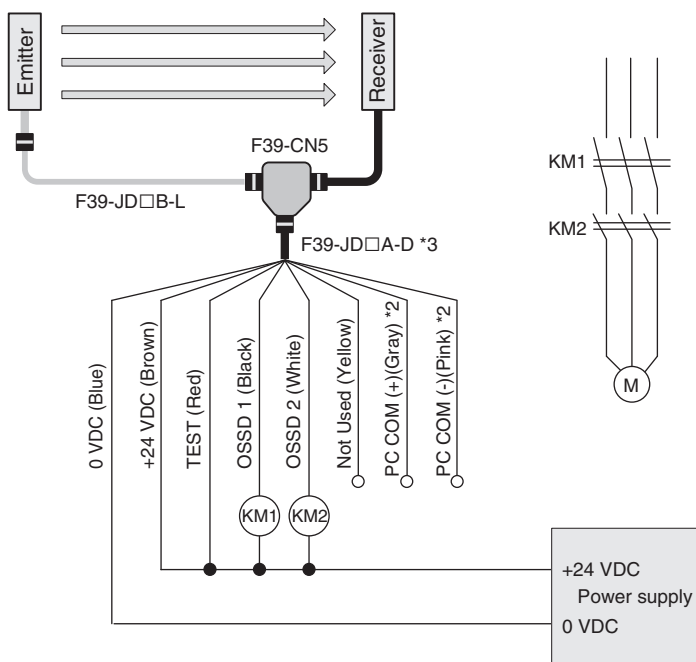 Emitter
Receiver
F39-CN5
F39-JD□B-L
F39-JD□A-D *3
KM1
KM2
M
0 VDC (Blue)
+24 VDC (Brown)
TEST (Red)
OSSD 1 (Black)
OSSD 2 (White)
Not Used (Yellow)
PC COM (+)(Gray) *2
PC COM (-)(Pink) *2
KM1
KM2
+24 VDC
Power supply
0 VDC